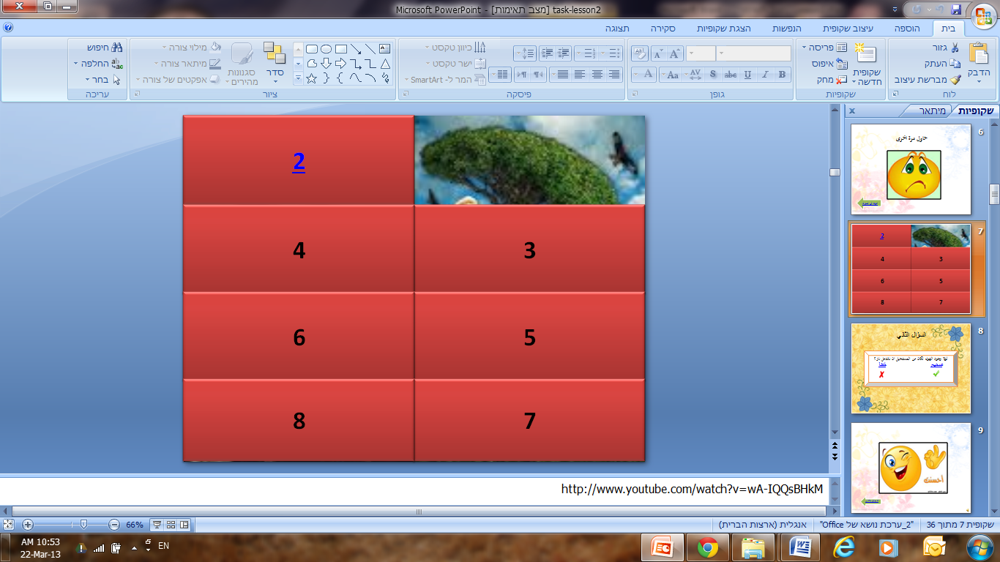 Microsoft PowerPoint - [מצב תאימות] task-lesson2
בית
הוספה
עיצוב שקופית
הנפשות
הצגת שקופיות
סקירה
תצוגה
הדבק
גזור
העתק
מברשת עיצוב
לוח
שקופית חדשה
פריסה
איפוס
מחק
שקופיות
B I U abc S AV Aa A
גופן
כיוון טקסט
ישר טקסט
המר ל- SmartArt
פיסקה
סדר
סגנונות מהירים
מילוי צורה
מיתאר צורה
אפקטים של צורה
ציור
חיפוש
החלפה
בחר
עריכה
שקופיות
מיתאר
x
2
4 3
6 5
8 7
6
حاول مرة اخرى
7
2
4 3
6 5
8 7
8
السؤال الثاني
صحيح
خطأ
9
أحسنت
http://www.youtube.com/watch?v=wA-IQQsBHkM
שקופית 7 מתוך 36
"2_ערכת נושא של Office"
אנגלית (ארצות הברית)
66%
AM 10:53
22-Mar-13
EN